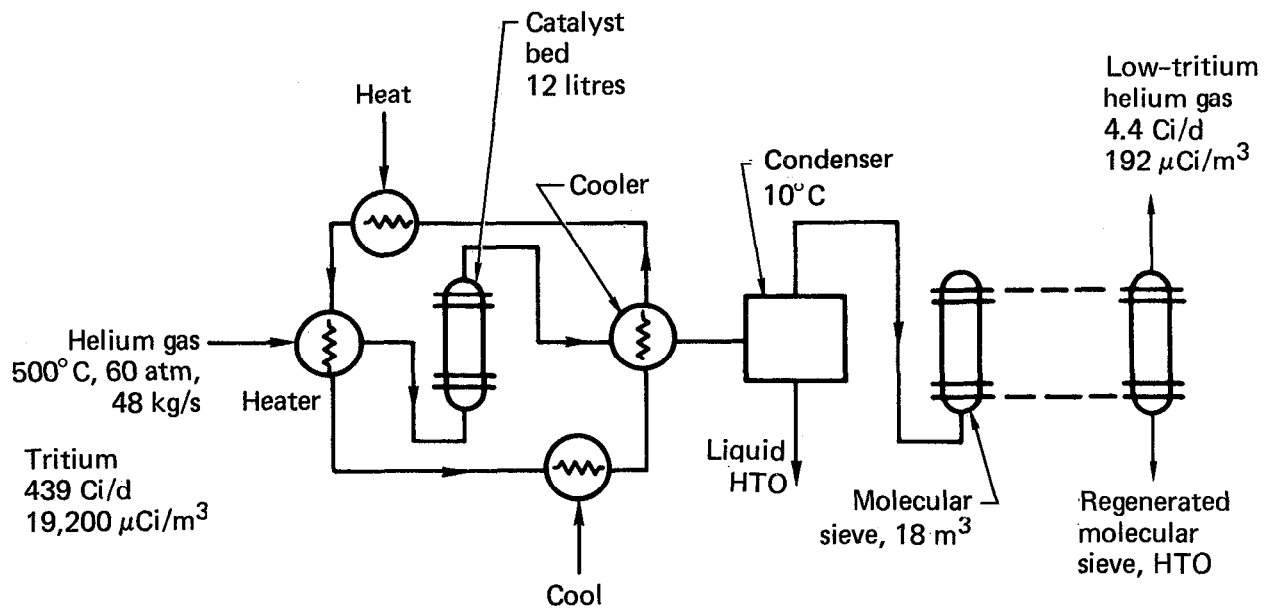 Catalyst
bed
12 litres
Heat
Cooler
Condenser
10°C
Low-tritium
helium gas
4.4 Ci/d
192 μCi/m³
Helium gas
500°C, 60 atm,
48 kg/s
Heater
Tritium
439 Ci/d
19,200 μCi/m³
Cool
Liquid
HTO
Molecular
sieve, 18 m³
Regenerated
molecular
sieve, HTO